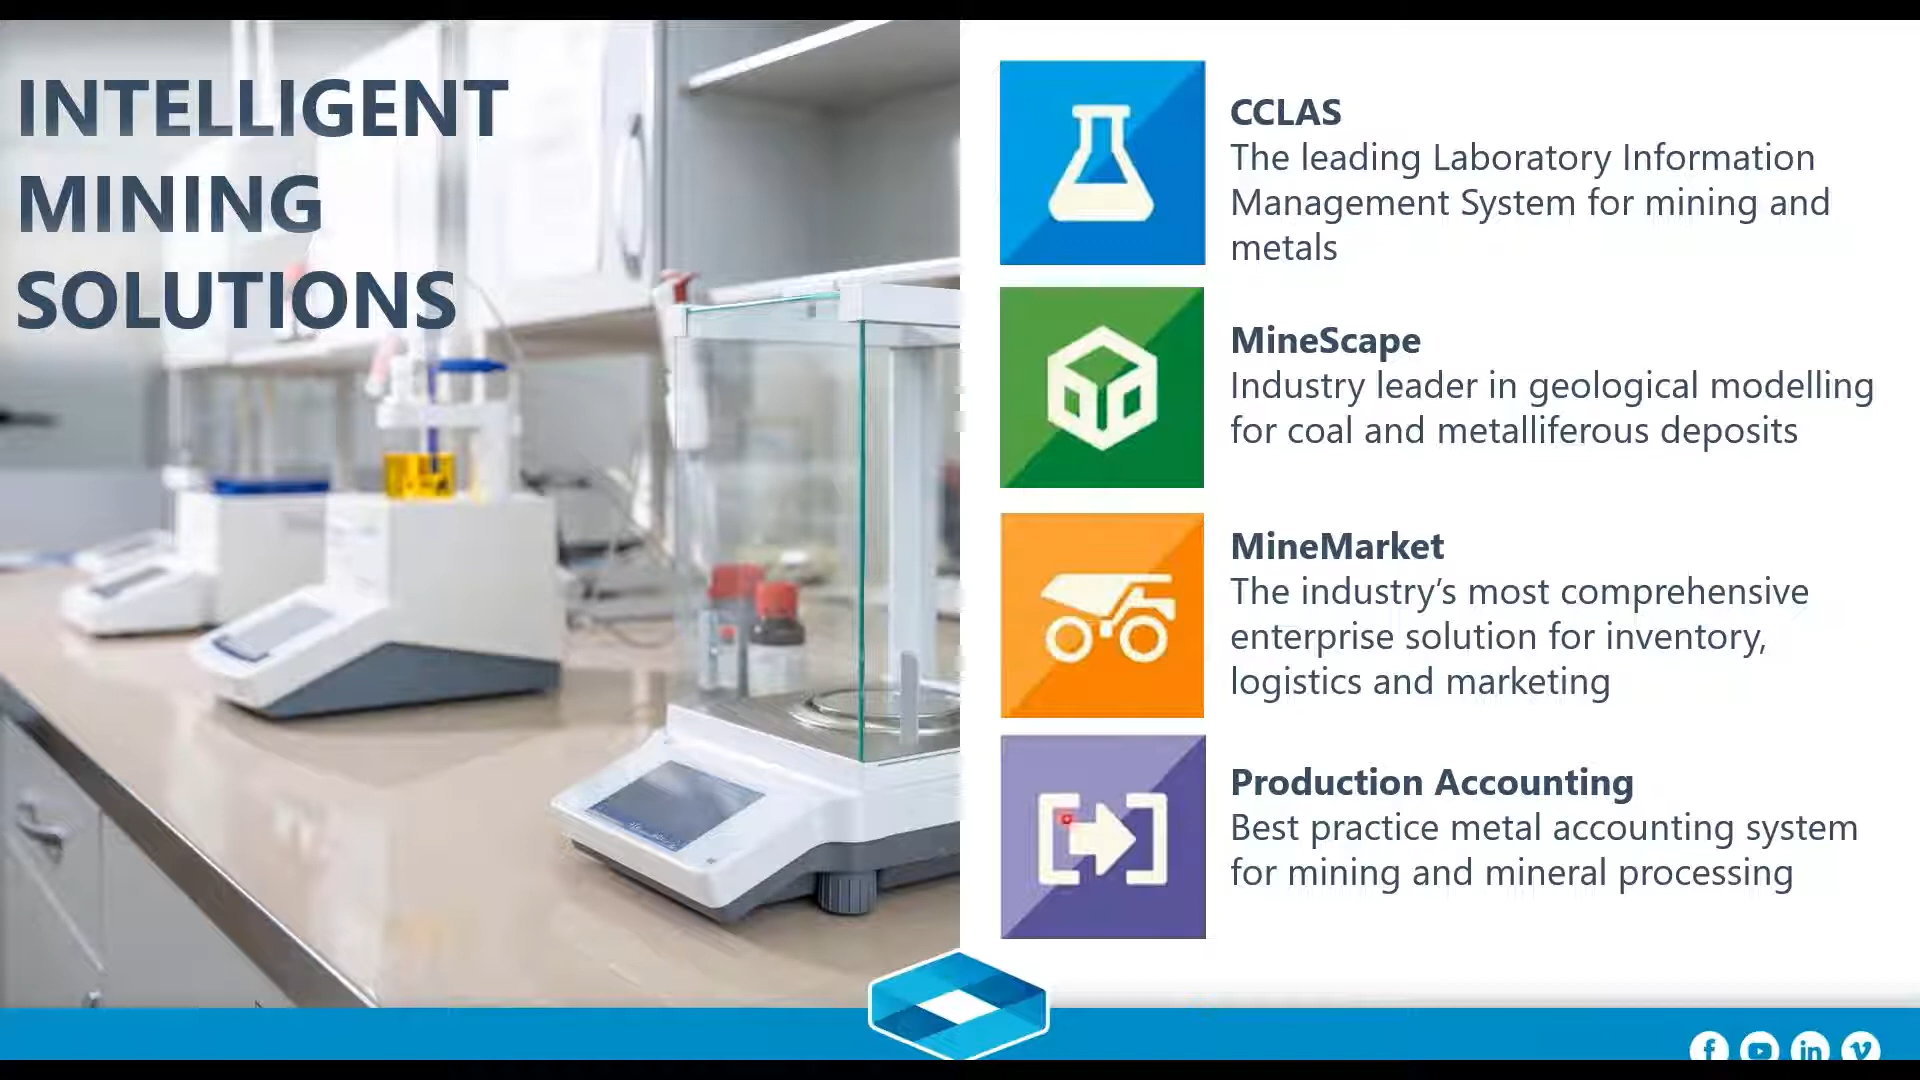 INTELLIGENT
MINING
SOLUTIONS
CCLAS
The leading Laboratory Information
Management System for mining and
metals
MineScape
Industry leader in geological modelling
for coal and metalliferous deposits
MineMarket
The industry’s most comprehensive
enterprise solution for inventory,
logistics and marketing
Production Accounting
Best practice metal accounting system
for mining and mineral processing